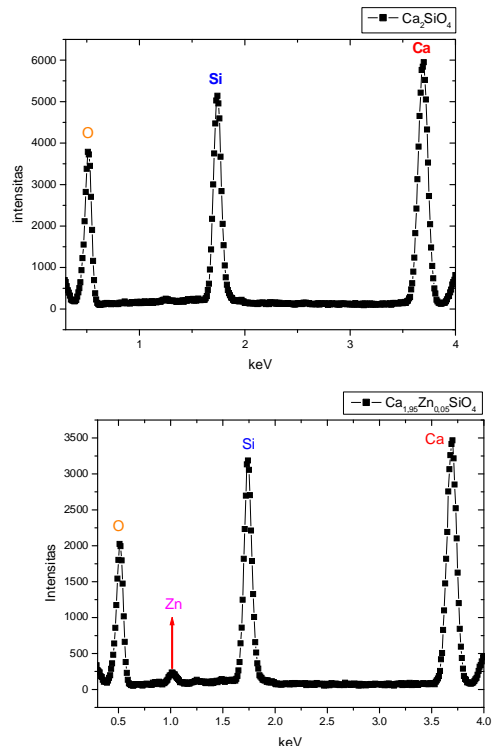 Ca₂SiO₄
Ca
Si
O
6000
5000
4000
3000
2000
1000
0
intensitas
1 2 3 4
keV
Ca₁,₉₅Zn₀,₀₅SiO₄
3500
3000
2500
2000
1500
1000
500
0
Si
Ca
O
Zn
Intensitas
0.5 1.0 1.5 2.0 2.5 3.0 3.5 4.0
keV